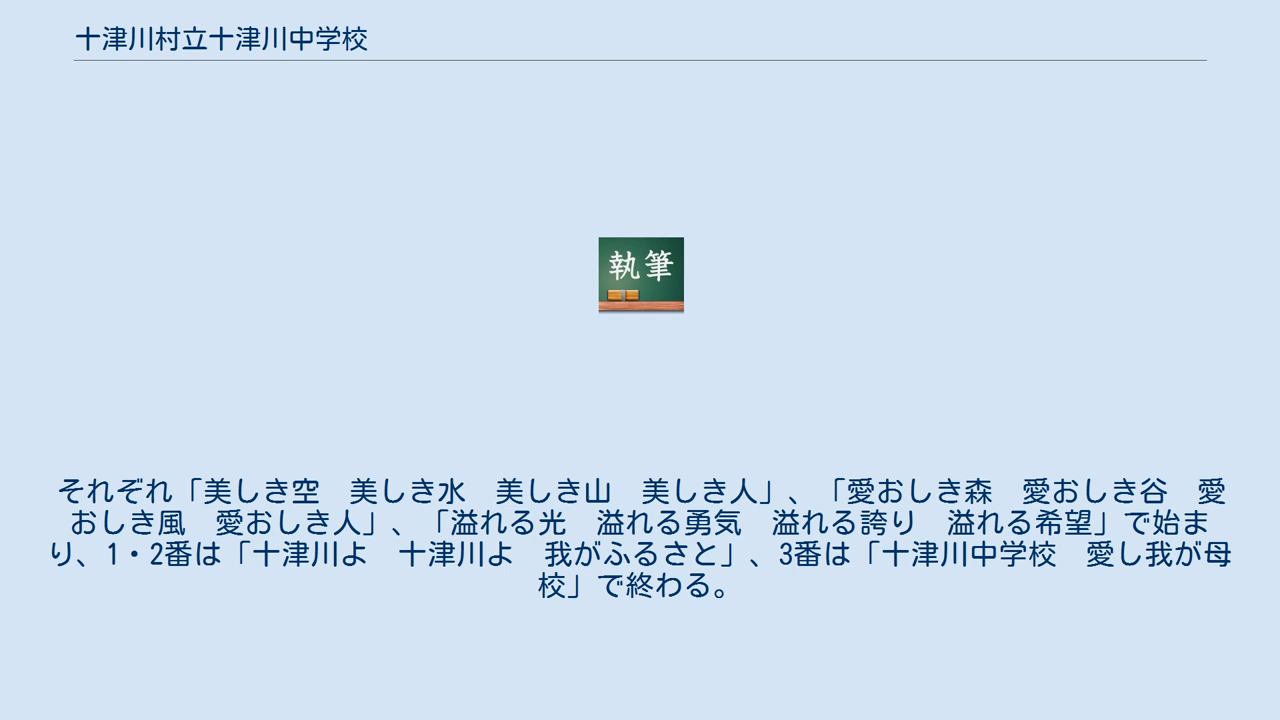 十津川村立十津川中学校
執筆
それぞれ「美しき空　美しき水　美しき山　美しき人」、「愛おしき森　愛おしき谷　愛
おしき風　愛おしき人」、「溢れる光　溢れる勇気　溢れる誇り　溢れる希望」で始ま
り、1・2番は「十津川よ　十津川よ　我がふるさと」、3番は「十津川中学校　愛し我が母
校」で終わる。